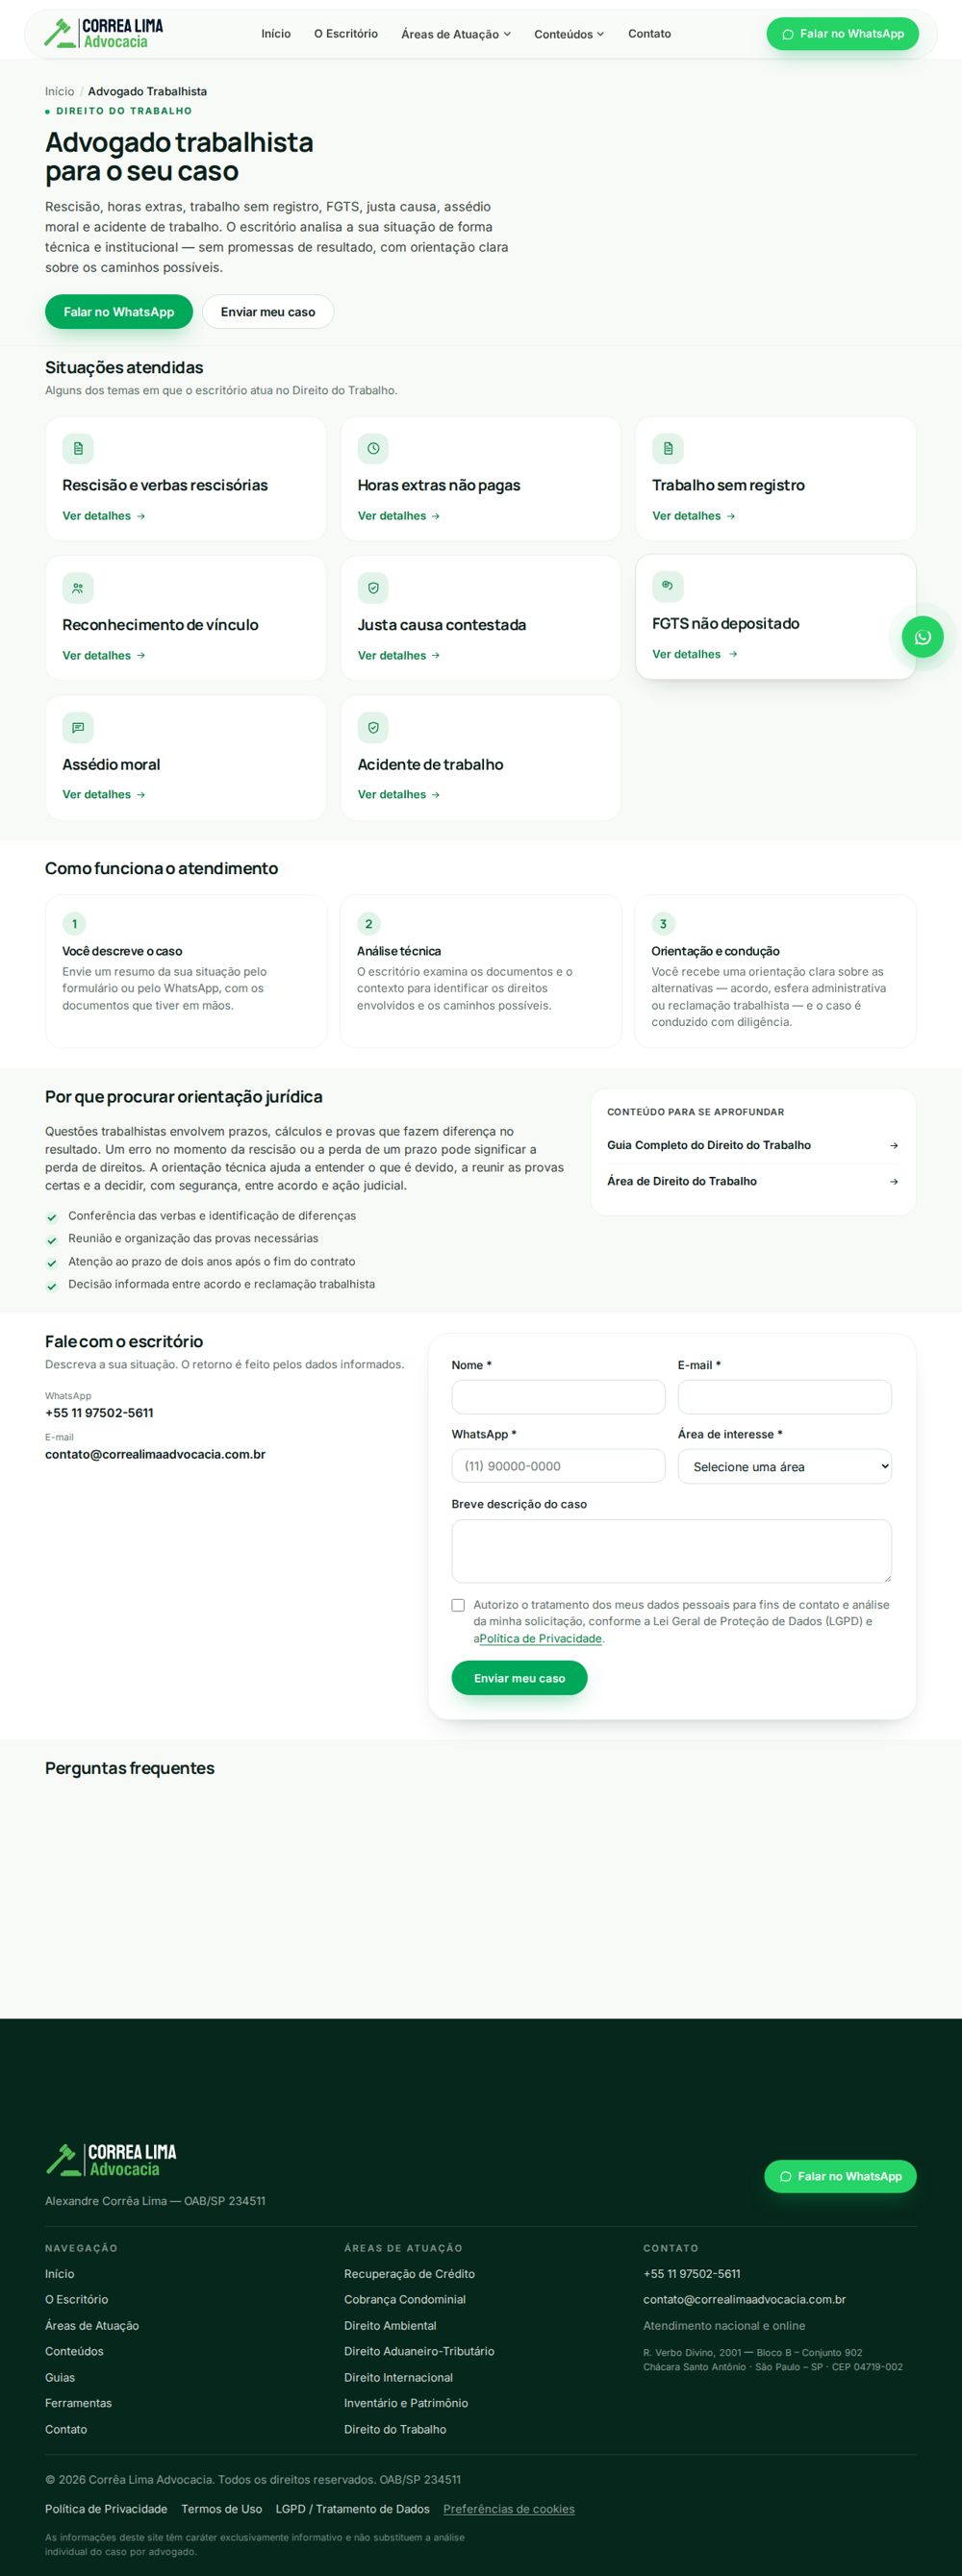 CORREA LIMA
Advocacia
Início
O Escritório
Áreas de Atuação
Conteúdos
Contato
Falar no WhatsApp
Início / Advogado Trabalhista
DIREITO DO TRABALHO
Advogado trabalhista
para o seu caso
Rescisão, horas extras, trabalho sem registro, FGTS, justa causa, assédio
moral e acidente de trabalho. O escritório analisa a sua situação de forma
técnica e institucional — sem promessas de resultado, com orientação clara
sobre os caminhos possíveis.
Falar no WhatsApp
Enviar meu caso
Situações atendidas
Alguns dos temas em que o escritório atua no Direito do Trabalho.
Rescisão e verbas rescisórias
Ver detalhes →
Horas extras não pagas
Ver detalhes →
Trabalho sem registro
Ver detalhes →
Reconhecimento de vínculo
Ver detalhes →
Justa causa contestada
Ver detalhes →
FGTS não depositado
Ver detalhes →
Assédio moral
Ver detalhes →
Acidente de trabalho
Ver detalhes →
Como funciona o atendimento
1
Você descreve o caso
Envie um resumo da sua situação pelo
formulário ou pelo WhatsApp, com os
documentos que tiver em mãos.
2
Análise técnica
O escritório examina os documentos e o
contexto para identificar os direitos
envolvidos e os caminhos possíveis.
3
Orientação e condução
Você recebe uma orientação clara sobre as
alternativas — acordo, esfera administrativa
ou reclamação trabalhista — e o caso é
conduzido com diligência.
Por que procurar orientação jurídica
Questões trabalhistas envolvem prazos, cálculos e provas que fazem diferença no
resultado. Um erro no momento da rescisão ou a perda de um prazo pode significar a
perda de direitos. A orientação técnica ajuda a entender o que é devido, a reunir as provas
certas e a decidir, com segurança, entre acordo e ação judicial.
Conferência das verbas e identificação de diferenças
Reunião e organização das provas necessárias
Atenção ao prazo de dois anos após o fim do contrato
Decisão informada entre acordo e reclamação trabalhista
CONTEÚDO PARA SE APROFUNDAR
Guia Completo do Direito do Trabalho →
Área de Direito do Trabalho →
Fale com o escritório
Descreva a sua situação. O retorno é feito pelos dados informados.
WhatsApp
+55 11 97502-5611
E-mail
contato@correalimaadvocacia.com.br
Nome *
E-mail *
WhatsApp *
(11) 90000-0000
Área de interesse *
Selecione uma área
Breve descrição do caso
Autorizo o tratamento dos meus dados pessoais para fins de contato e análise
da minha solicitação, conforme a Lei Geral de Proteção de Dados (LGPD) e
aPolítica de Privacidade.
Enviar meu caso
Perguntas frequentes
CORREA LIMA
Advocacia
Alexandre Corrêa Lima — OAB/SP 234511
Falar no WhatsApp
NAVEGAÇÃO
Início
O Escritório
Áreas de Atuação
Conteúdos
Guias
Ferramentas
Contato
ÁREAS DE ATUAÇÃO
Recuperação de Crédito
Cobrança Condominial
Direito Ambiental
Direito Aduaneiro-Tributário
Direito Internacional
Inventário e Patrimônio
Direito do Trabalho
CONTATO
+55 11 97502-5611
contato@correalimaadvocacia.com.br
Atendimento nacional e online
R. Verbo Divino, 2001 — Bloco B – Conjunto 902
Chácara Santo Antônio · São Paulo – SP · CEP 04719-002
© 2026 Corrêa Lima Advocacia. Todos os direitos reservados. OAB/SP 234511
Política de Privacidade
Termos de Uso
LGPD / Tratamento de Dados
Preferências de cookies
As informações deste site têm caráter exclusivamente informativo e não substituem a análise
individual do caso por advogado.